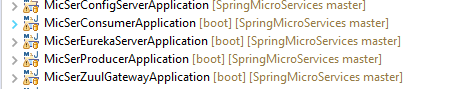 MicSerConfigServerApplication [boot] [SpringMicroServices master]
MicSerConsumerApplication [boot] [SpringMicroServices master]
MicSerEurekaServerApplication [boot] [SpringMicroServices master]
MicSerProducerApplication [boot] [SpringMicroServices master]
MicSerZuulGatewayApplication [boot] [SpringMicroServices master]